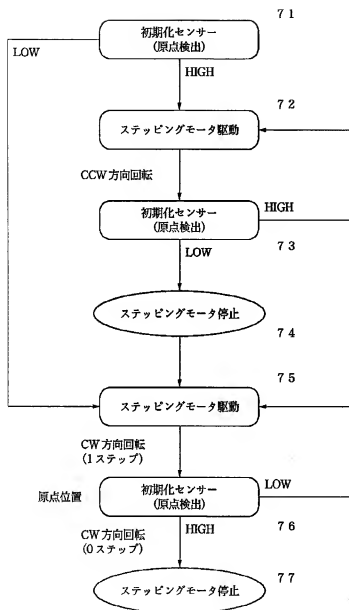 71
初期化センサー
(原点検出)
LOW
HIGH
72
ステッピングモータ駆動
CCW方向回転
初期化センサー
(原点検出)
HIGH
73
LOW
ステッピングモータ停止
74
75
ステッピングモータ駆動
CW方向回転
(1ステップ)
原点位置
初期化センサー
(原点検出)
LOW
76
CW方向回転
(0ステップ)
HIGH
77
ステッピングモータ停止